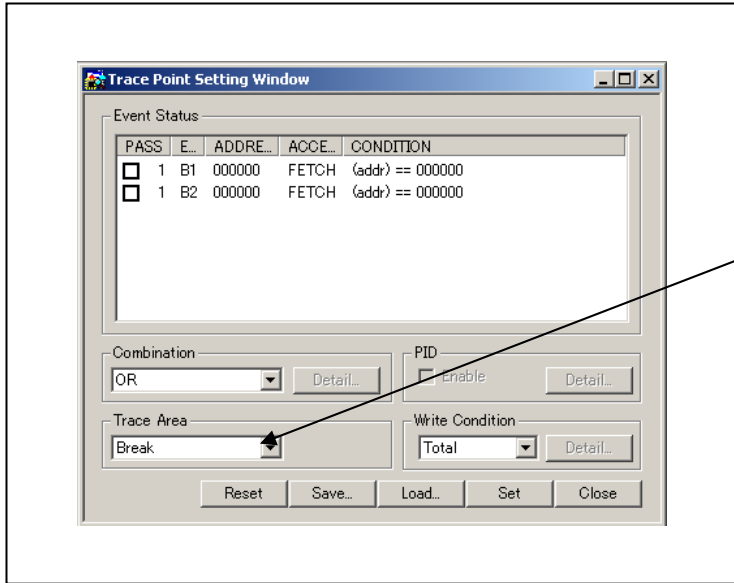 Trace Point Setting Window
Event Status
PASS E... ADDRE... ACCE... CONDITION
1 B1 000000 FETCH (addr) == 000000
1 B2 000000 FETCH (addr) == 000000
Combination
OR
Detail...
PID
Enable
Detail...
Trace Area
Break
Write Condition
Total
Detail...
Reset Save... Load... Set Close